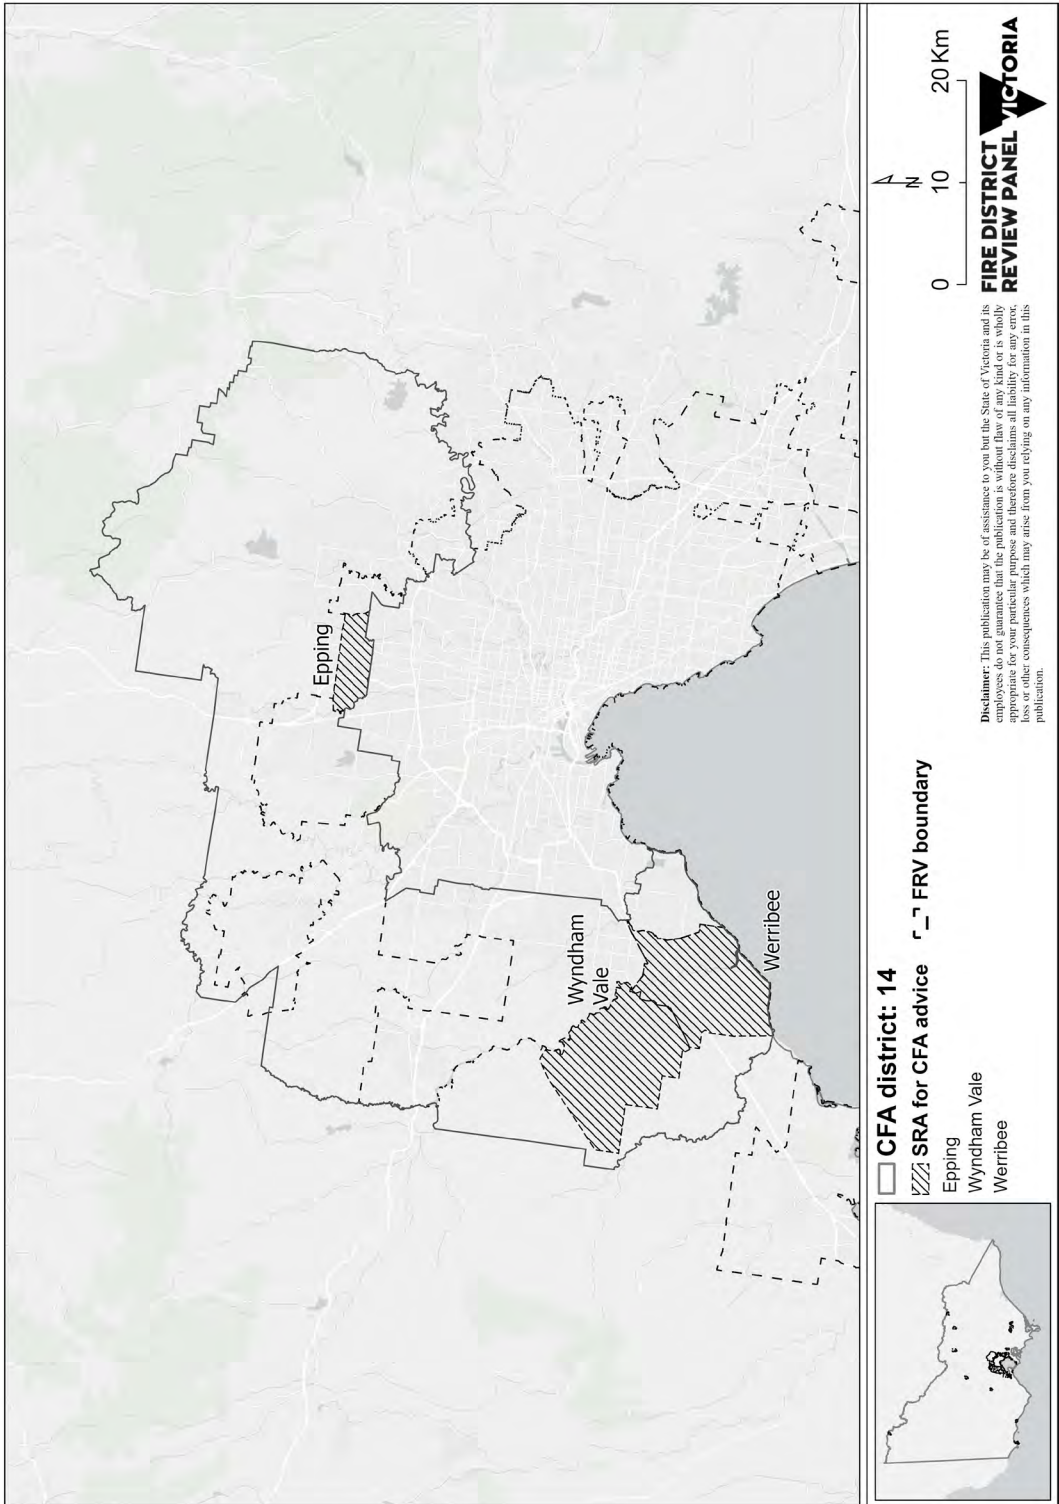 Epping
Wyndham
Vale
Werribee
CFA district: 14
SRA for CFA advice
FRV boundary
Epping
Wyndham Vale
Werribee
N
0 10 20 Km
Disclaimer: This publication may be of assistance to you but the State of Victoria and its
employees do not guarantee that the publication is without flaw of any kind or is wholly
appropriate for your particular purpose and therefore disclaims all liability for any error,
loss or other consequences which may arise from you relying on any information in this
publication.
FIRE DISTRICT
REVIEW PANEL VICTORIA